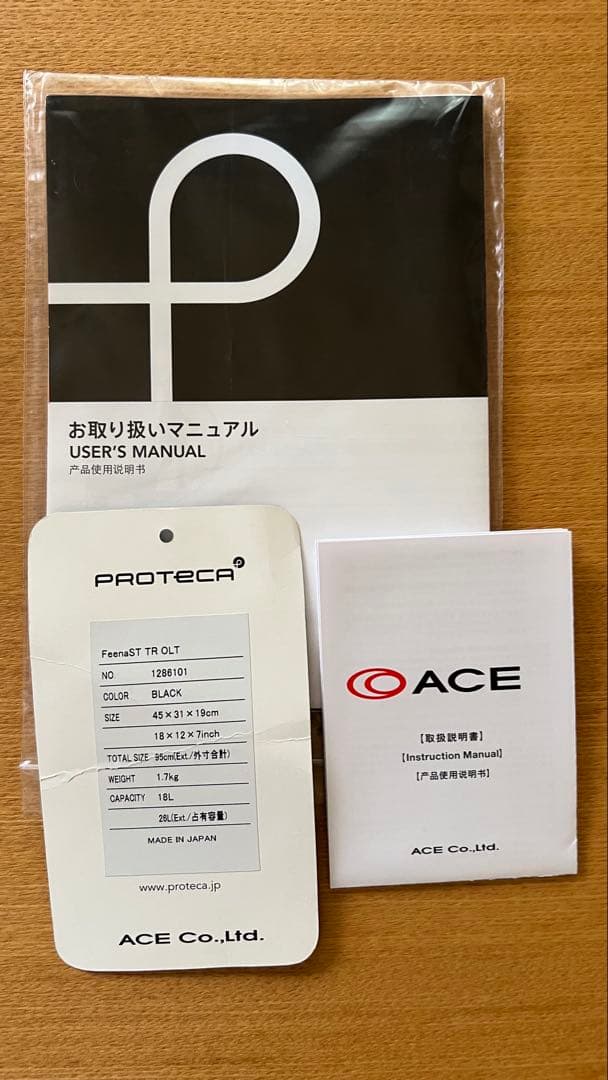 お取り扱いマニュアル
USER'S MANUAL
产品使用说明书
PROTeCA
FeenaST TR OLT
NO. 1286101
COLOR BLACK
SIZE 45×31×19cm
18×12×7inch
TOTAL SIZE 95cm(Ext./外寸合計)
WEIGHT 1.7kg
CAPACITY 18L
26L(Ext./占有容量)
MADE IN JAPAN
www.proteca.jp
ACE Co.,Ltd.
ACE
【取扱説明書】
【Instruction Manual】
【产品使用说明书】
ACE Co.,Ltd.